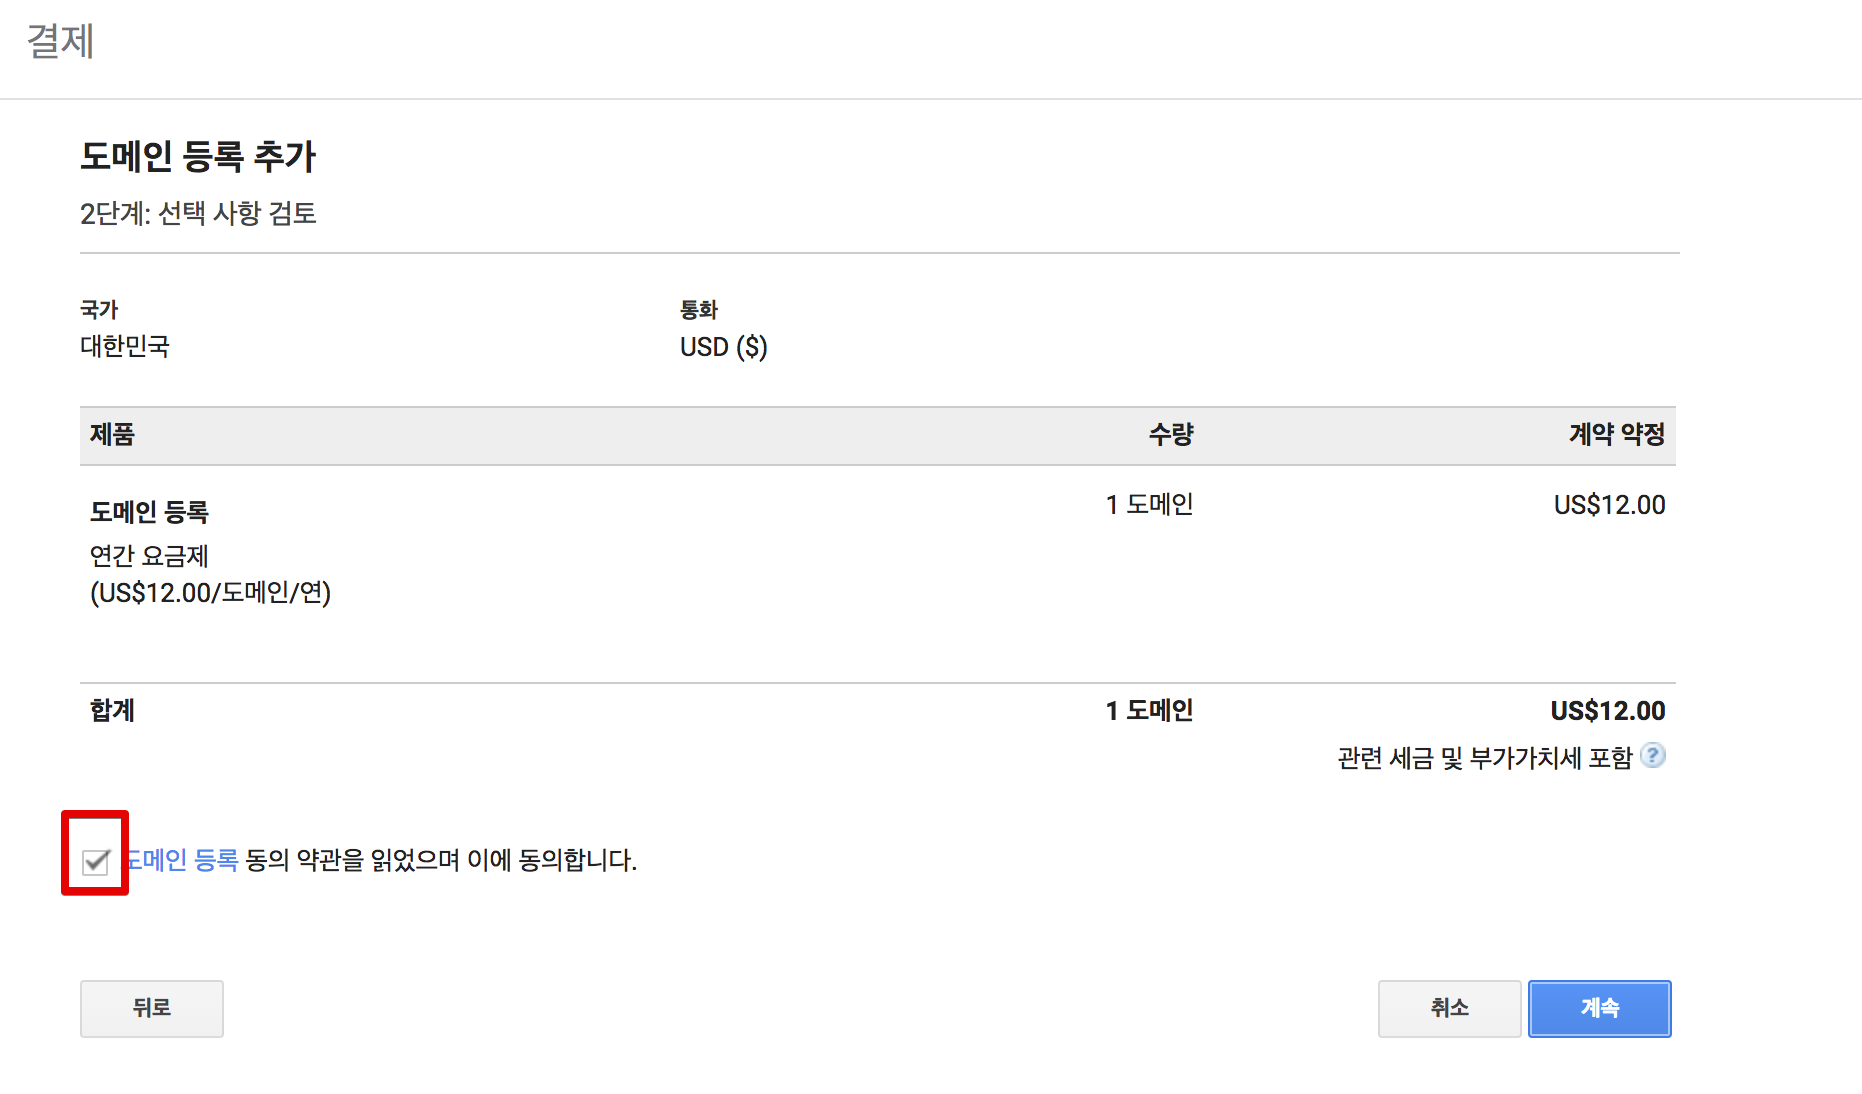 결제
도메인 등록 추가
2단계: 선택 사항 검토
국가
대한민국
통화
USD ($)
제품 수량 계약 약정
도메인 등록 1 도메인 US$12.00
연간 요금제
(US$12.00/도메인/연)
합계 1 도메인 US$12.00
관련 세금 및 부가가치세 포함 ?
도메인 등록 동의 약관을 읽었으며 이에 동의합니다.
뒤로 취소 계속